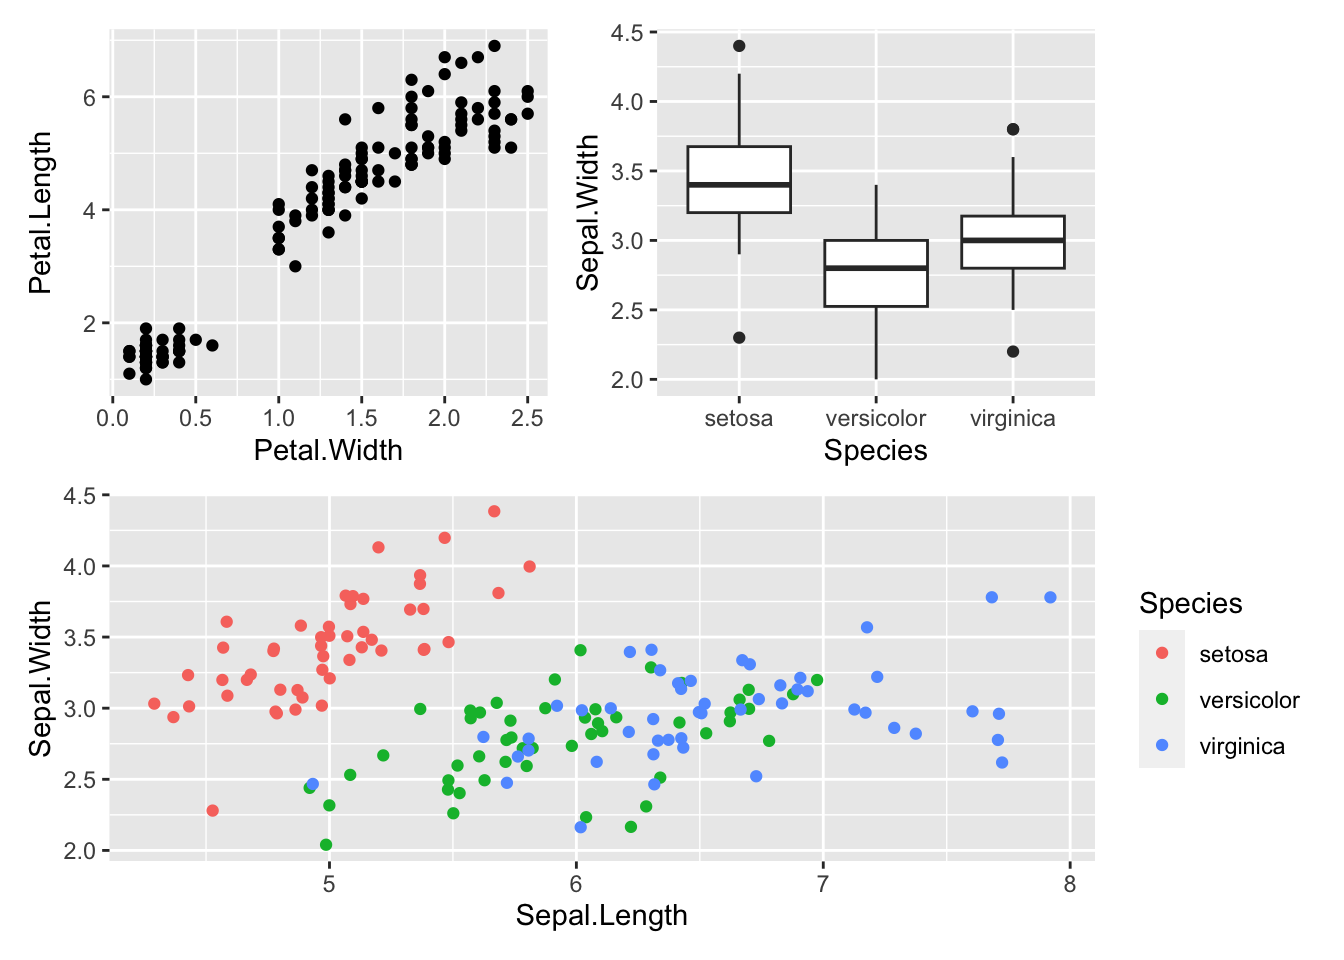 Petal.Length
6
4
2
0.0 0.5 1.0 1.5 2.0 2.5
Petal.Width
Sepal.Width
4.5
4.0
3.5
3.0
2.5
2.0
setosa versicolor virginica
Species
Sepal.Width
4.5
4.0
3.5
3.0
2.5
2.0
5 6 7 8
Sepal.Length
Species
setosa
versicolor
virginica